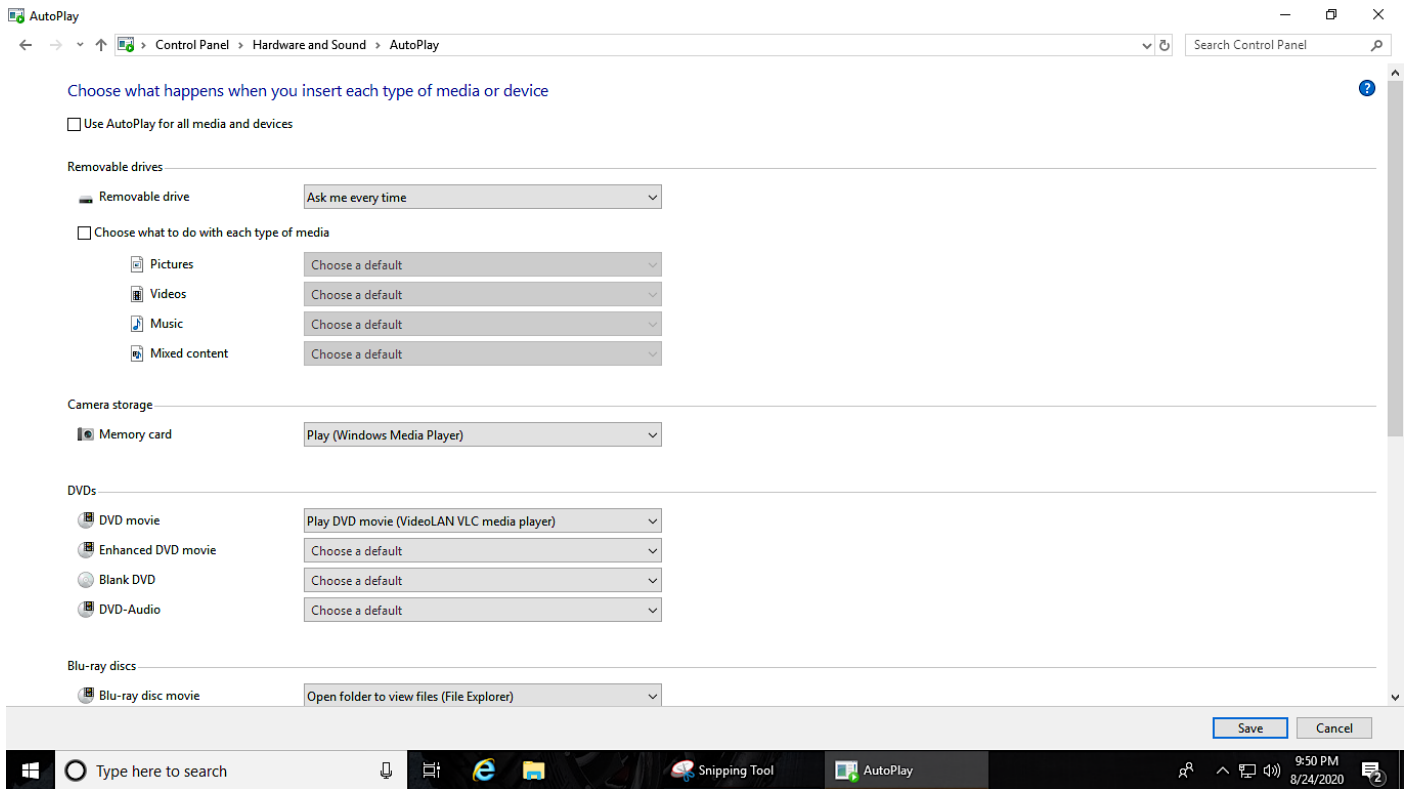 AutoPlay
Control Panel > Hardware and Sound > AutoPlay
Search Control Panel
Choose what happens when you insert each type of media or device
?
Use AutoPlay for all media and devices
Removable drives
Removable drive Ask me every time
Choose what to do with each type of media
Pictures Choose a default
Videos Choose a default
Music Choose a default
Mixed content Choose a default
Camera storage
Memory card Play (Windows Media Player)
DVDs
DVD movie Play DVD movie (VideoLAN VLC media player)
Enhanced DVD movie Choose a default
Blank DVD Choose a default
DVD-Audio Choose a default
Blu-ray discs
Blu-ray disc movie Open folder to view files (File Explorer)
Save Cancel
Type here to search Snipping Tool AutoPlay 9:50 PM
8/24/2020 2